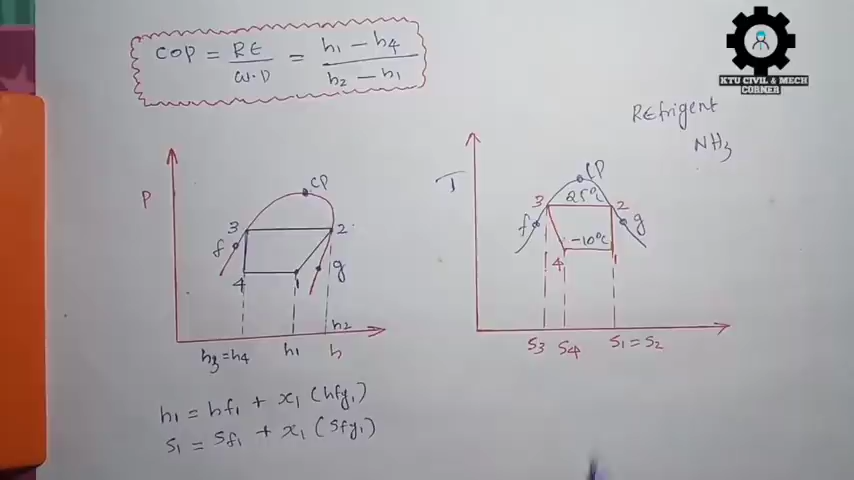 COP = RE / W.D = h1 - h4 / h2 - h1
KTU CIVIL & MECH
CORNER
REfrigent
NH3
P
CP
3
2
f
g
4
1
h2
h3 = h4
h1
h
T
CP
3
25°C
2
f
g
-10°C
4
1
S3
S4
S1 = S2
h1 = hf1 + x1 (hfg1)
S1 = Sf1 + x1 (Sfg1)